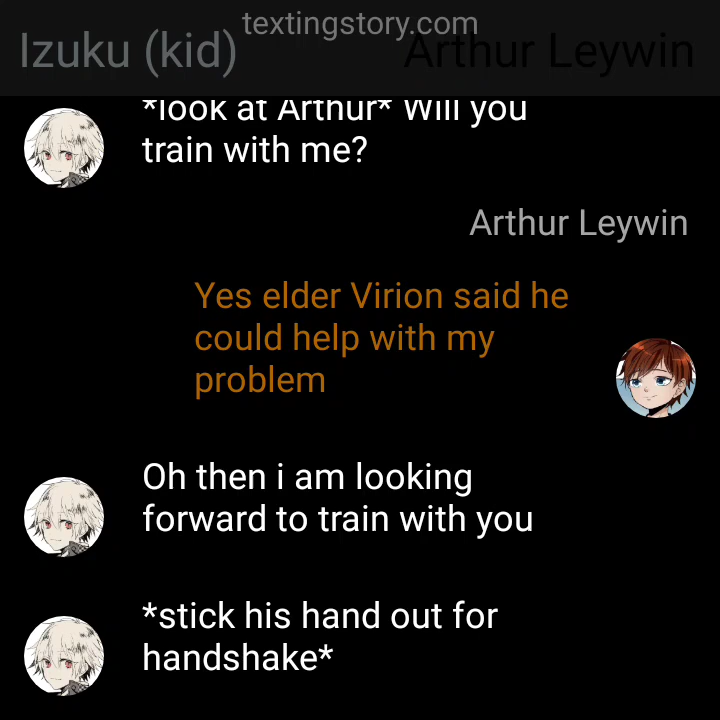 textingstory.com
Izuku (kid)
Arthur Leywin
*look at Arthur* Will you
train with me?
Arthur Leywin
Yes elder Virion said he
could help with my
problem
Oh then i am looking
forward to train with you
*stick his hand out for
handshake*